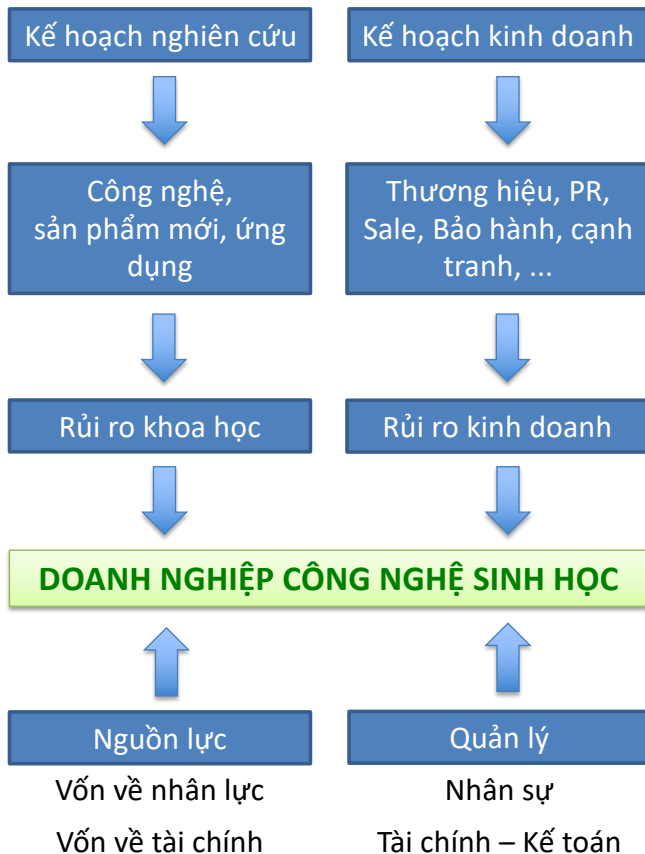 Kế hoạch nghiên cứu
Kế hoạch kinh doanh
Công nghệ,
sản phẩm mới, ứng
dụng
Thương hiệu, PR,
Sale, Bảo hành, cạnh
tranh, ...
Rủi ro khoa học
Rủi ro kinh doanh
DOANH NGHIỆP CÔNG NGHỆ SINH HỌC
Nguồn lực
Quản lý
Vốn về nhân lực
Nhân sự
Vốn về tài chính
Tài chính – Kế toán